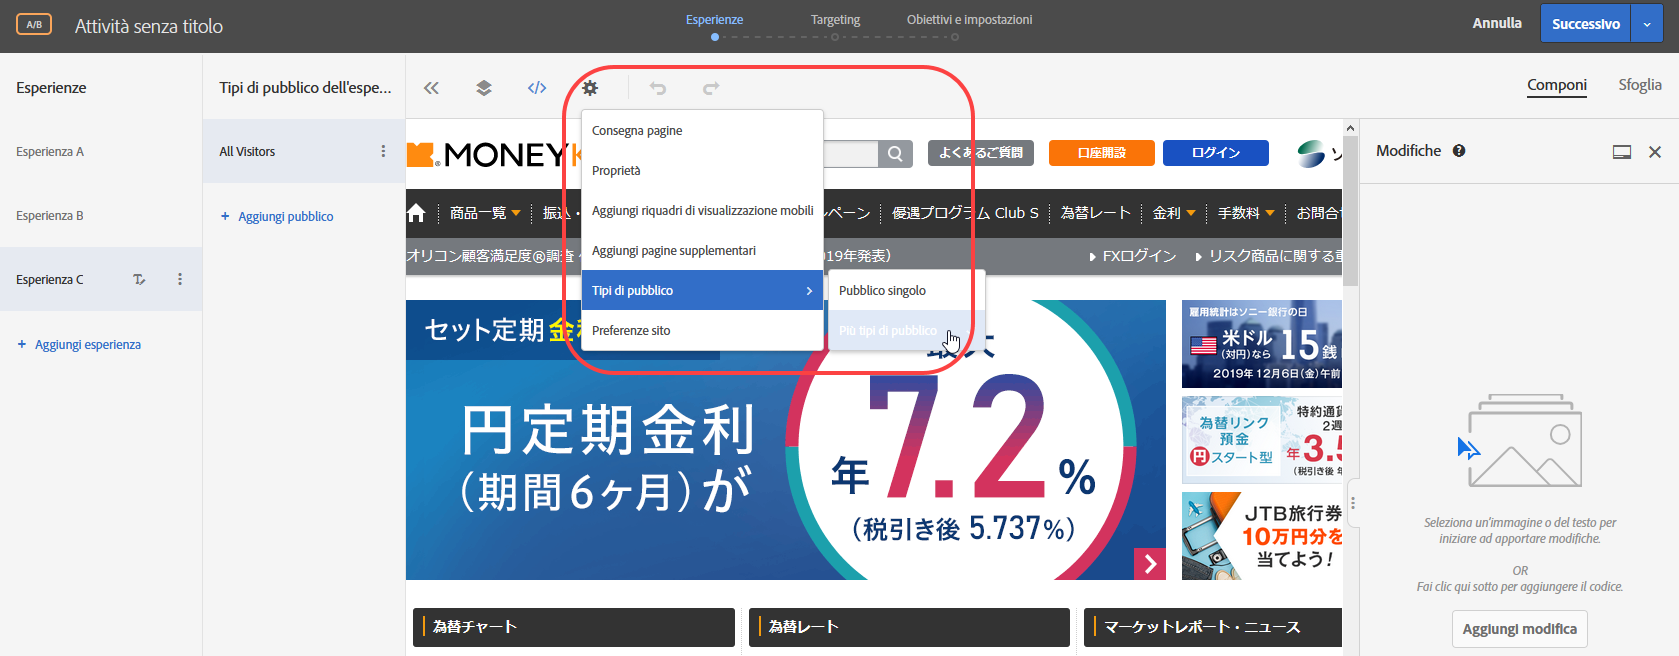 A/B
Attività senza titolo
Esperienze
Targeting
Obiettivi e impostazioni
Annulla
Successivo
Esperienze
Esperienza A
Esperienza B
Esperienza C
+ Aggiungi esperienza
Tipi di pubblico dell'espe...
All Visitors
+ Aggiungi pubblico
Componi
Sfoglia
Consegna pagine
Proprietà
Aggiungi riquadri di visualizzazione mobili
Aggiungi pagine supplementari
Tipi di pubblico
Preferenze sito
Pubblico singolo
Più tipi di pubblico
MONEY
よくあるご質問
口座開設
ログイン
ソ
商品一覧
振込・
ンペーン
優遇プログラム Club S
為替レート
金利
手数料
お問合せ
オリコン顧客満足度®調査
19年発表）
FXログイン
リスク商品に関する重
セット定期
最大
円定期金利
（期間6ヶ月）が
年7.2%
（税引き後 5.737%）
雇用統計はソニー銀行の日
米ドル
（対円）なら
15銭
2019年12月6日（金）午前
為替リンク
預金
円スタート型
特約通貨
2週
年3.5
（税引き後
JTB旅行券
10万円分を
当てよう！
為替チャート
為替レート
マーケットレポート・ニュース
Modifiche
Seleziona un'immagine o del testo per
iniziare ad apportare modifiche.
OR
Fai clic qui sotto per aggiungere il codice.
Aggiungi modifica